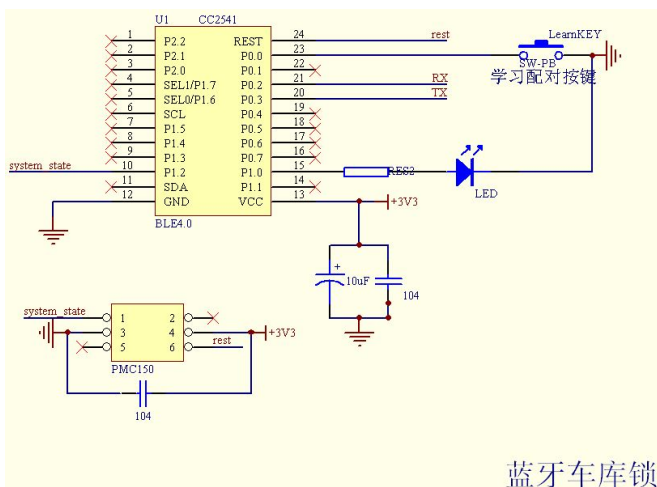 U1 CC2541
1 P2.2 REST 24 rest
2 P2.1 P0.0 23
LearnKEY
SW-PB
学习配对按键
3 P2.0 P0.1 22
4 SEL1/P1.7 P0.2 21 RX
5 SEL0/P1.6 P0.3 20 TX
6 SCL P0.4 19
7 P1.5 P0.5 18
8 P1.4 P0.6 17
9 P1.3 P0.7 16
system_state 10 P1.2 P1.0 15 RES2
LED
11 SDA P1.1 14
12 GND VCC 13 +3V3
BLE4.0
+
10uF 104
system_state 1 2
3 4 +3V3
5 6 rest
PMC150
104
蓝牙车库锁